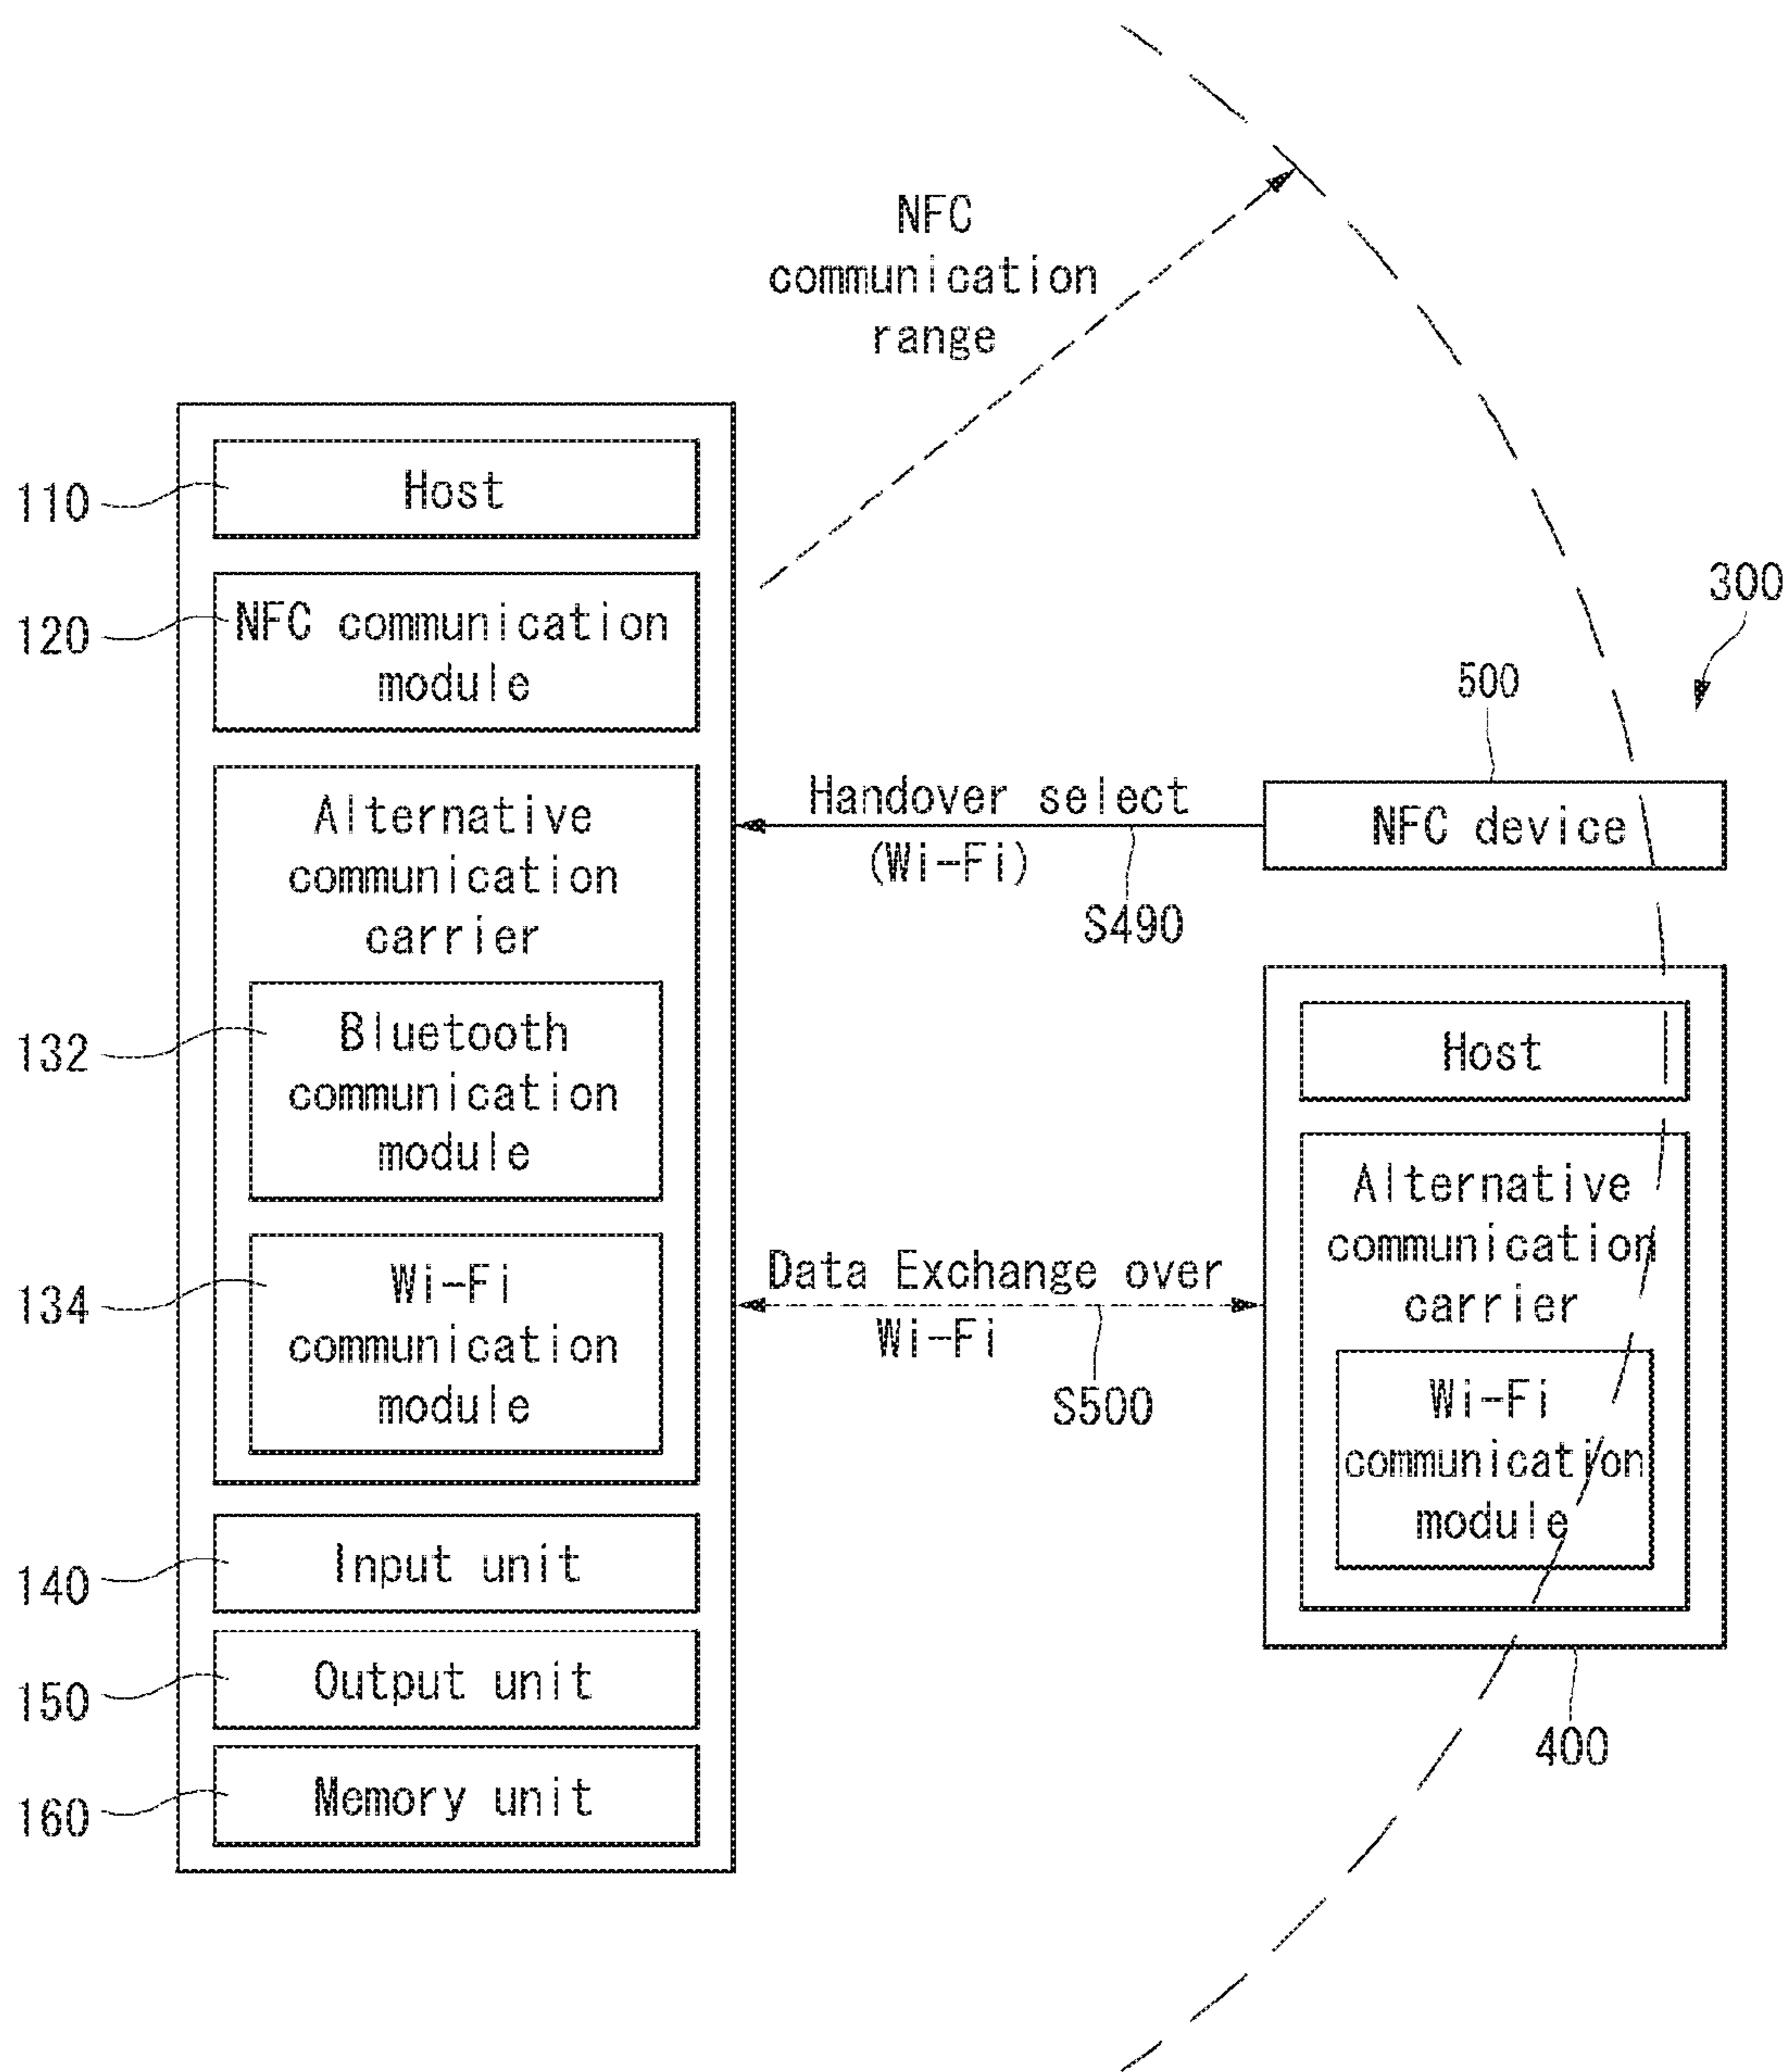 NFC
communication
range
110
Host
120
NFC communication
module
300
500
NFC device
Handover select
(Wi-Fi)
S490
Alternative
communication
carrier
132
Bluetooth
communication
module
134
Wi-Fi
communication
module
Data Exchange over
Wi-Fi
S500
Host
Alternative
communication
carrier
Wi-Fi
communication
module
400
140
Input unit
150
Output unit
160
Memory unit